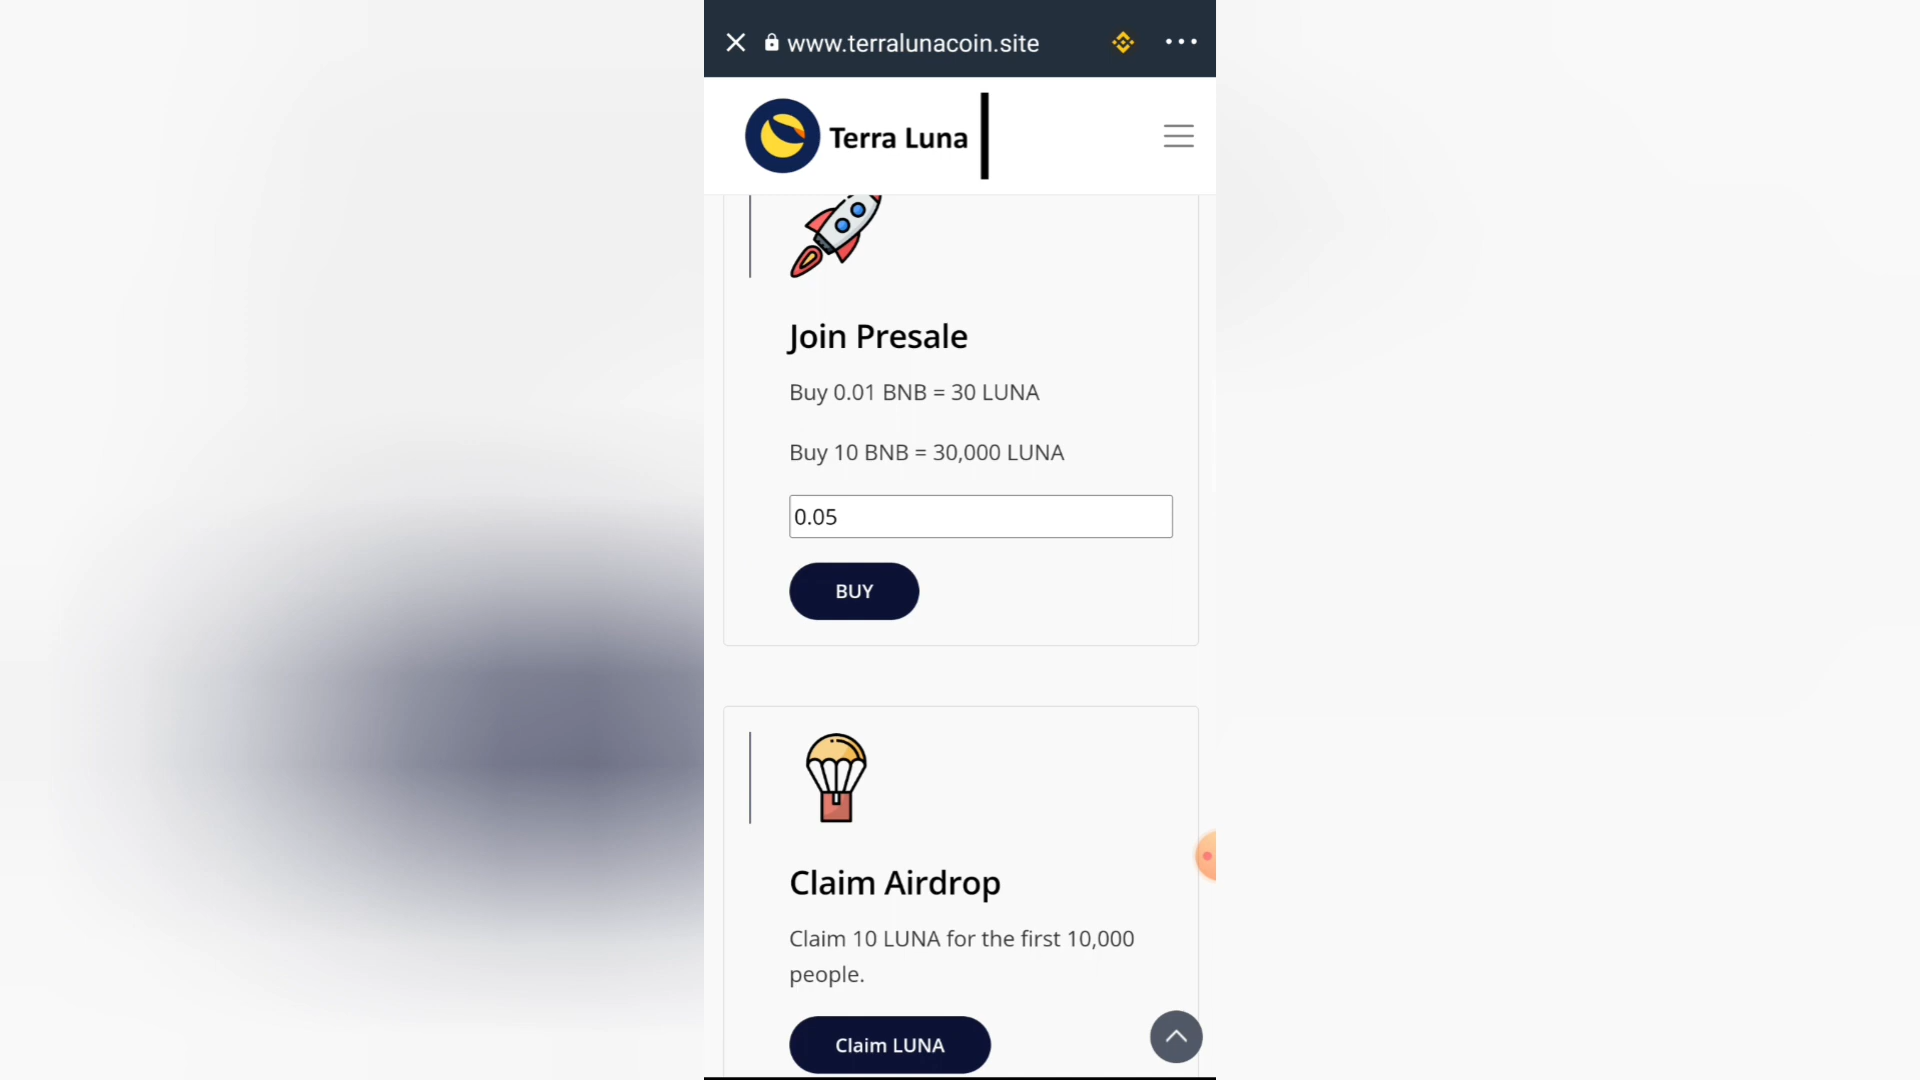 www.terralunacoin.site
Terra Luna
Join Presale
Buy 0.01 BNB = 30 LUNA
Buy 10 BNB = 30,000 LUNA
0.05
BUY
Claim Airdrop
Claim 10 LUNA for the first 10,000
people.
Claim LUNA